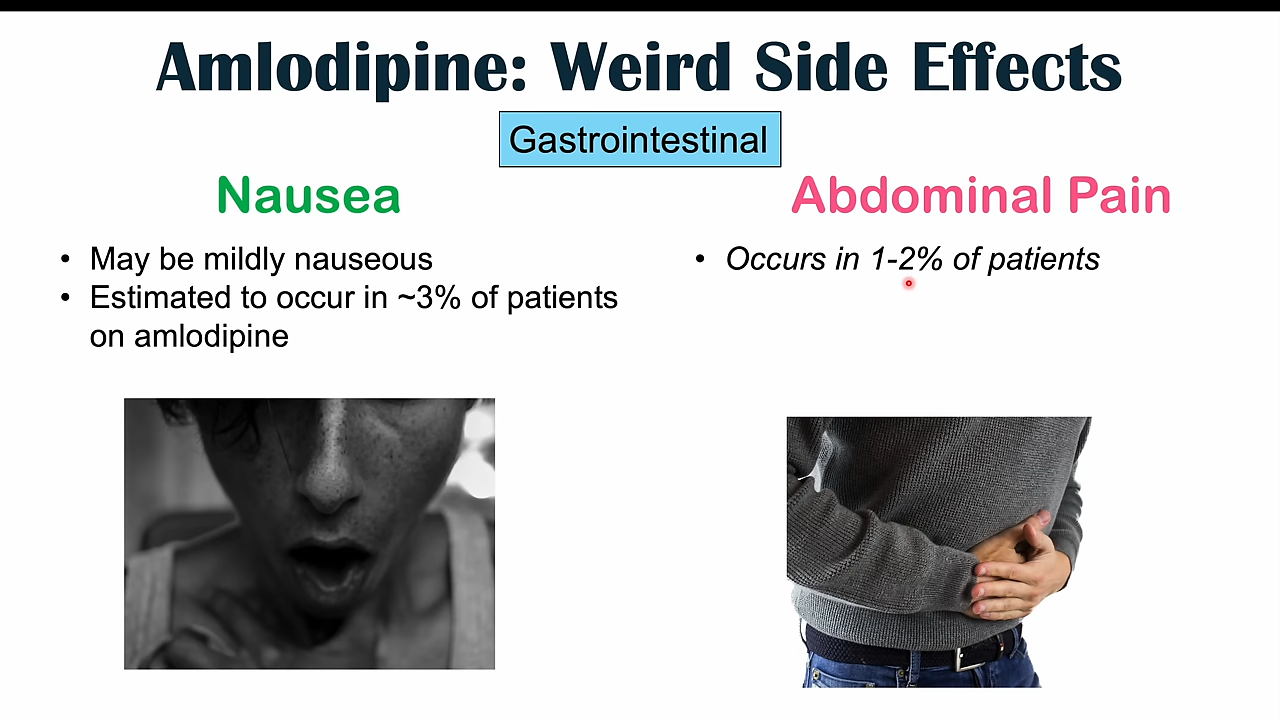 Amlodipine: Weird Side Effects
Gastrointestinal
Nausea
• May be mildly nauseous
• Estimated to occur in ~3% of patients
on amlodipine
Abdominal Pain
• Occurs in 1-2% of patients